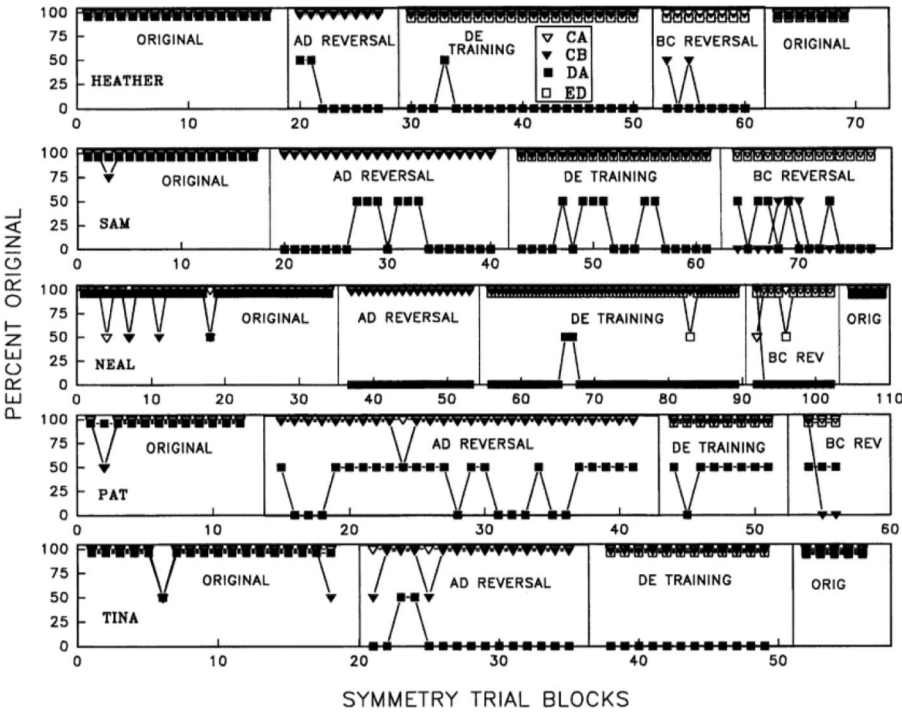 PERCENT ORIGINAL
100
75
50
25
0
ORIGINAL
AD REVERSAL
DE TRAINING
BC REVERSAL
ORIGINAL
CA
CB
DA
ED
HEATHER
0 10 20 30 40 50 60 70
100
75
50
25
0
ORIGINAL
AD REVERSAL
DE TRAINING
BC REVERSAL
SAM
0 10 20 30 40 50 60 70
100
75
50
25
0
ORIGINAL
AD REVERSAL
DE TRAINING
BC REV
ORIG
NEAL
0 10 20 30 40 50 60 70 80 90 100 110
100
75
50
25
0
ORIGINAL
AD REVERSAL
DE TRAINING
BC REV
PAT
0 10 20 30 40 50 60
100
75
50
25
0
ORIGINAL
AD REVERSAL
DE TRAINING
ORIG
TINA
0 10 20 30 40 50
SYMMETRY TRIAL BLOCKS